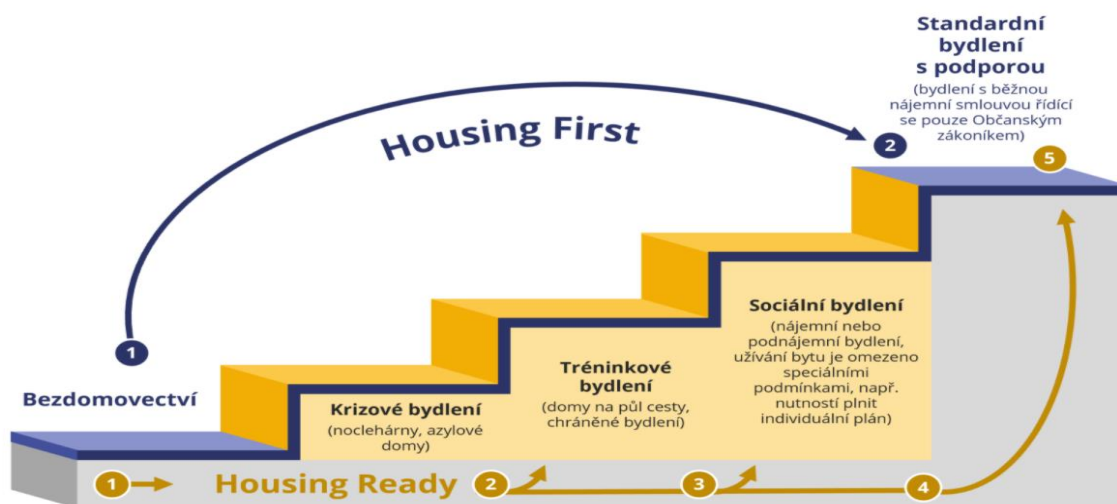 Standardní
bydlení
s podporou
(bydlení s běžnou
nájemní smlouvou řídící
se pouze Občanským
zákoníkem)
Housing First
2
5
1
Bezdomovectví
Krizové bydlení
(noclehárny, azylové
domy)
Tréninkové
bydlení
(domy na půl cesty,
chráněné bydlení)
Sociální bydlení
(nájemní nebo
podnájemní bydlení,
užívání bytu je omezeno
speciálními
podmínkami, např.
nutností plnit
individuální plán)
1
Housing Ready
2
3
4